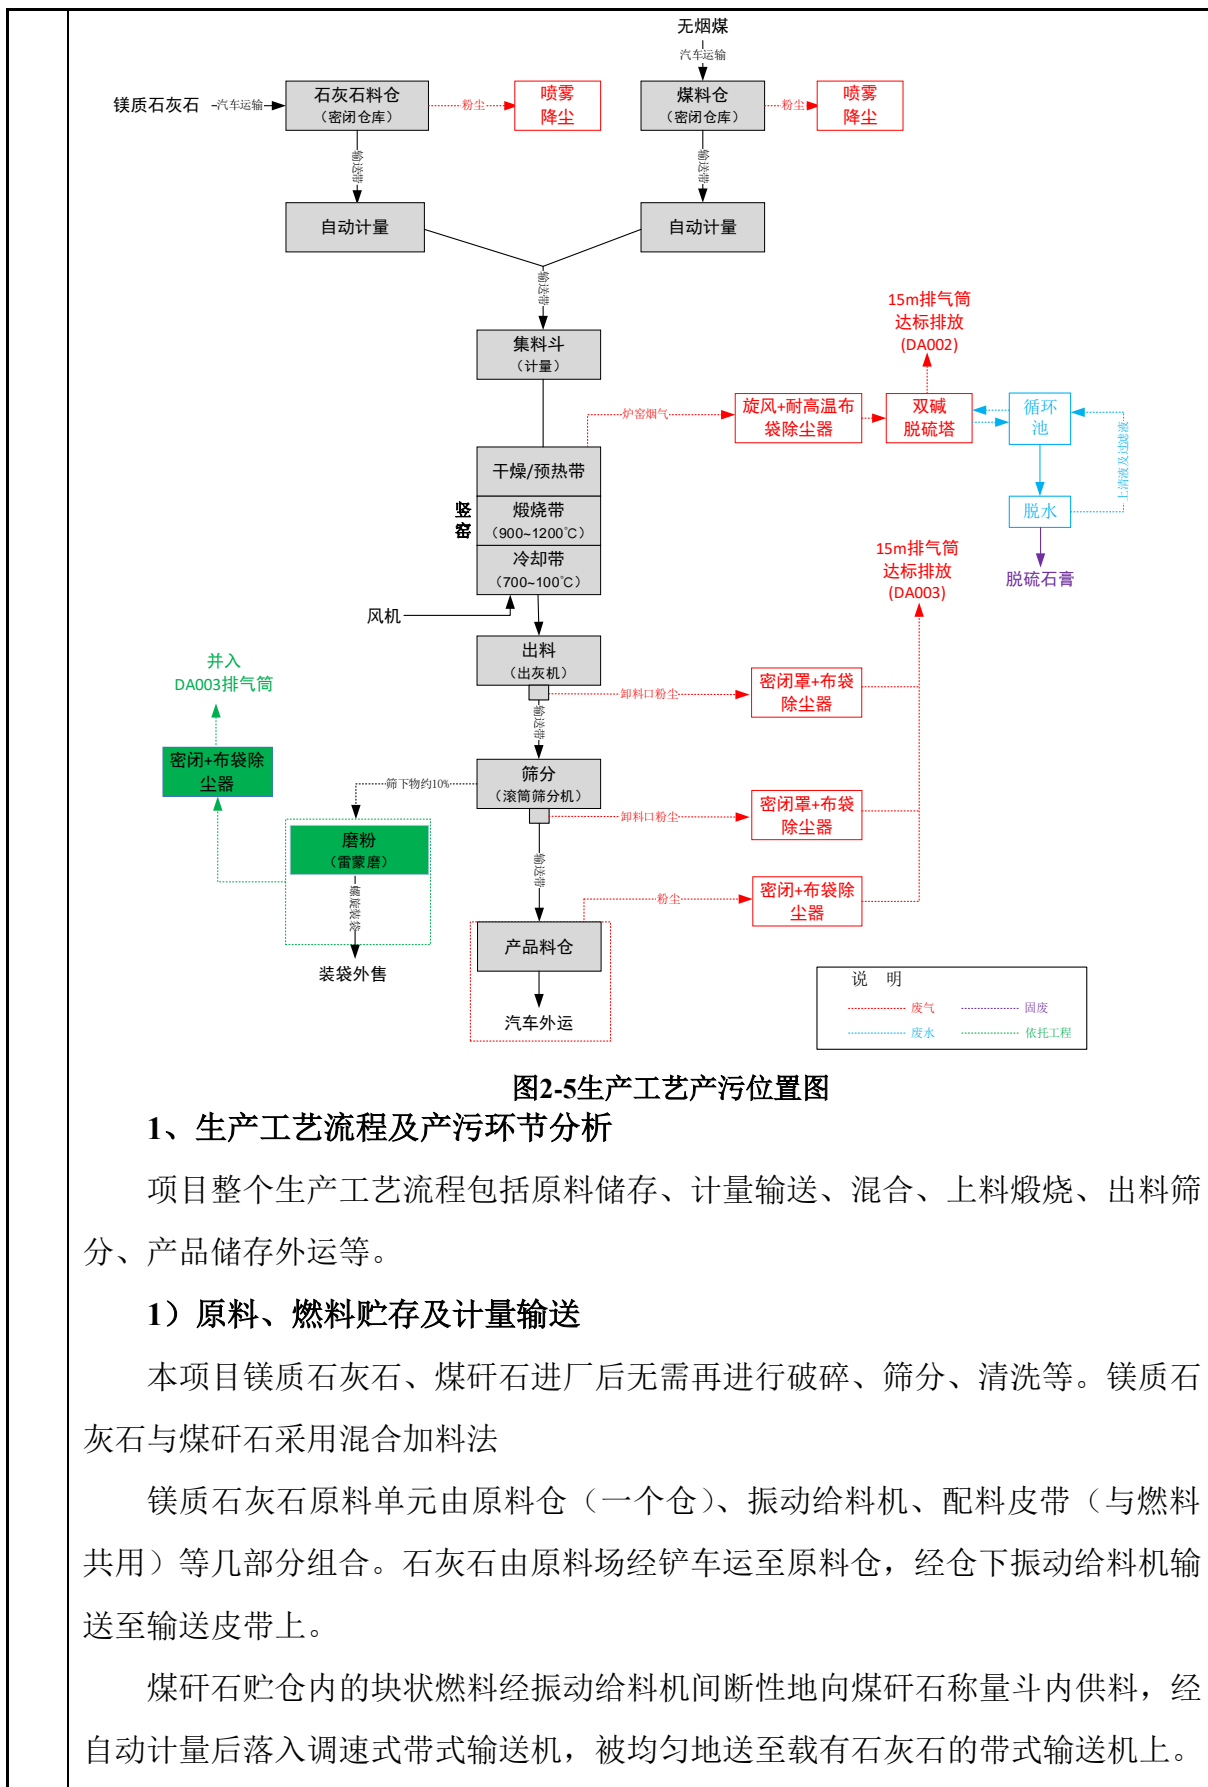 无烟煤
汽车运输
镁质石灰石
汽车运输
石灰石料仓
（密闭仓库）
粉尘
喷雾
降尘
煤料仓
（密闭仓库）
粉尘
喷雾
降尘
输送带
输送带
自动计量
自动计量
输送带
集料斗
（计量）
15m排气筒
达标排放
(DA002)
炉窑烟气
旋风+耐高温布
袋除尘器
双碱
脱硫塔
循环
池
上清液及过滤液
脱水
脱硫石膏
竖窑
干燥/预热带
煅烧带
（900~1200℃）
冷却带
（700~100℃）
风机
15m排气筒
达标排放
(DA003)
出料
（出灰机）
卸料口粉尘
密闭罩+布袋
除尘器
输送带
并入
DA003排气筒
密闭+布袋除
尘器
筛分
（滚筒筛分机）
筛下物约10%
卸料口粉尘
密闭罩+布袋
除尘器
磨粉
（雷蒙磨）
螺旋装袋
装袋外售
输送带
粉尘
密闭+布袋除
尘器
产品料仓
汽车外运
说 明
废气
固废
废水
依托工程
图2-5生产工艺产污位置图
1、生产工艺流程及产污环节分析
项目整个生产工艺流程包括原料储存、计量输送、混合、上料煅烧、出料筛
分、产品储存外运等。
1）原料、燃料贮存及计量输送
本项目镁质石灰石、煤矸石进厂后无需再进行破碎、筛分、清洗等。镁质石
灰石与煤矸石采用混合加料法
镁质石灰石原料单元由原料仓（一个仓）、振动给料机、配料皮带（与燃料
共用）等几部分组合。石灰石由原料场经铲车运至原料仓，经仓下振动给料机输
送至输送皮带上。
煤矸石贮仓内的块状燃料经振动给料机间断性地向煤矸石称量斗内供料，经
自动计量后落入调速式带式输送机，被均匀地送至载有石灰石的带式输送机上。